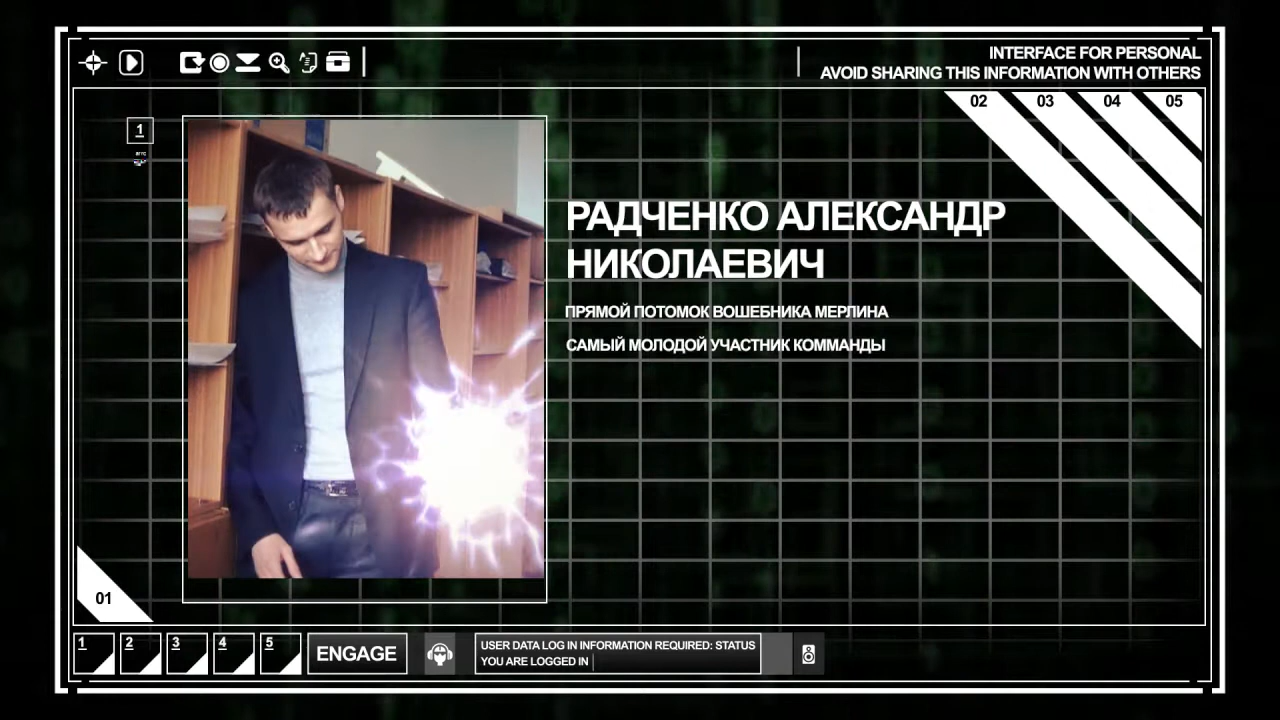 INTERFACE FOR PERSONAL
AVOID SHARING THIS INFORMATION WITH OTHERS
02 03 04 05
1
РАДЧЕНКО АЛЕКСАНДР
НИКОЛАЕВИЧ
ПРЯМОЙ ПОТОМОК ВОШЕБНИКА МЕРЛИНА
САМЫЙ МОЛОДОЙ УЧАСТНИК КОММАНДЫ
01
1 2 3 4 5
ENGAGE
USER DATA LOG IN INFORMATION REQUIRED: STATUS
YOU ARE LOGGED IN